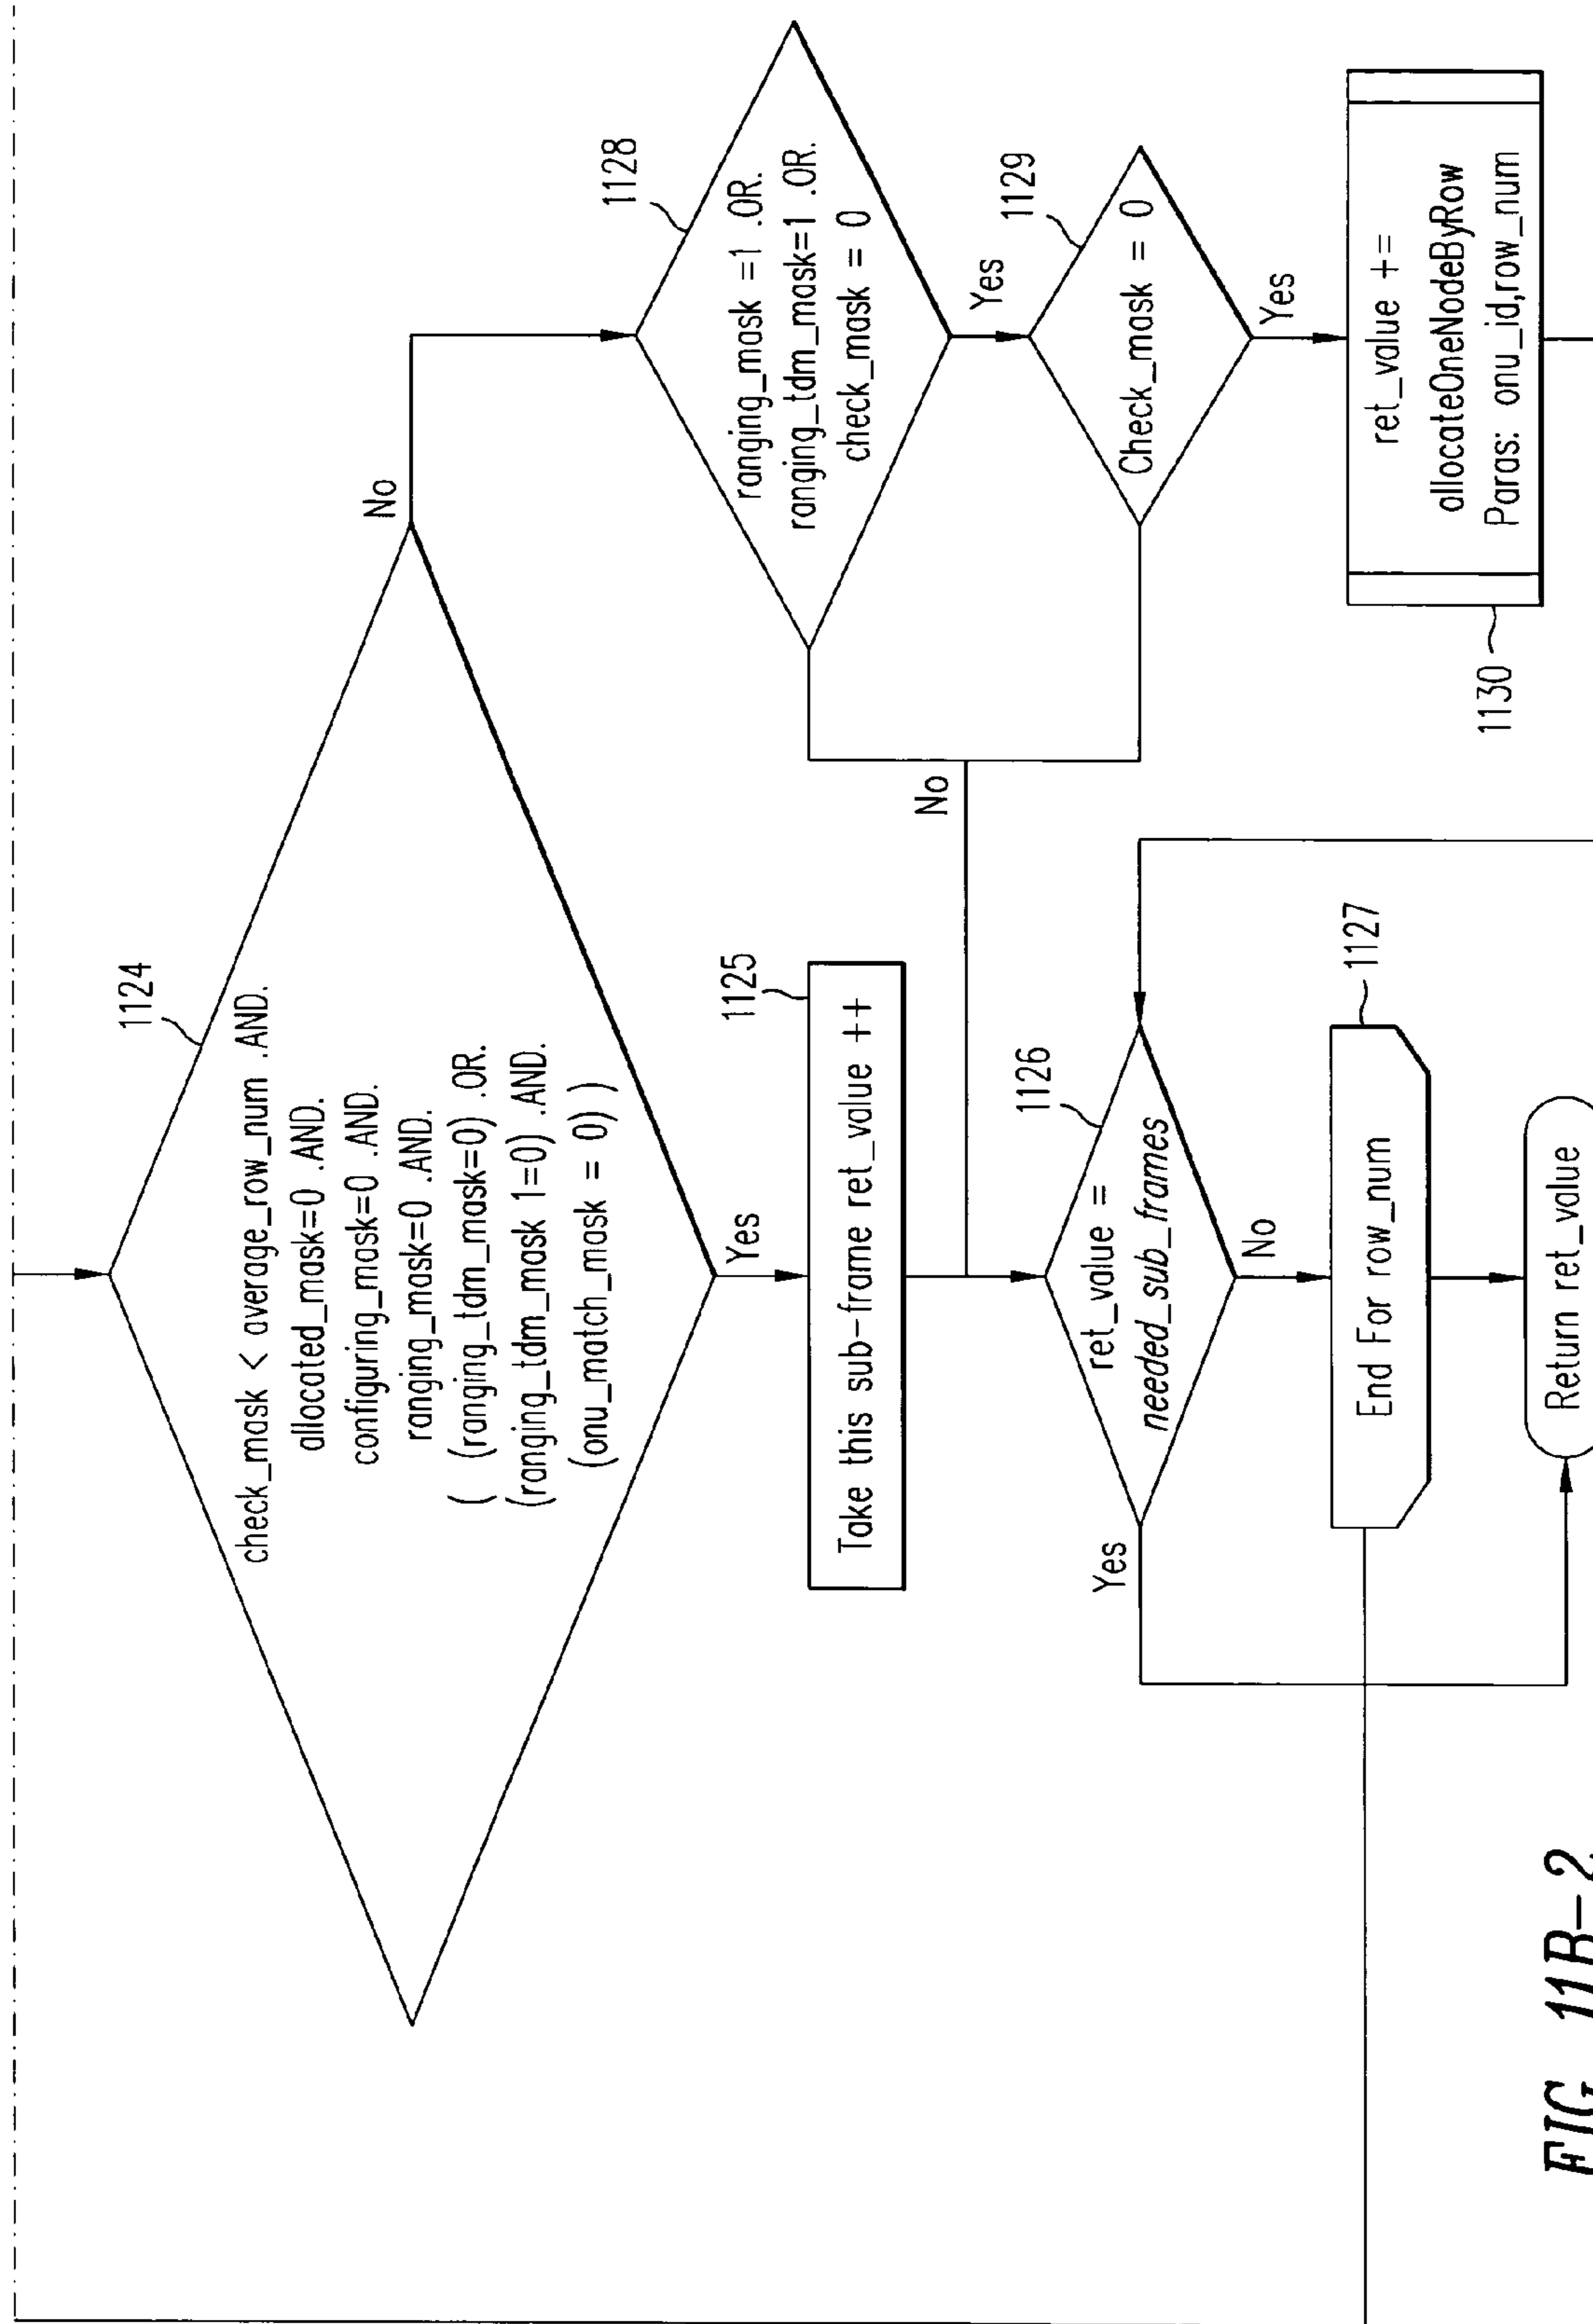 1124
check_mask < average_row_num .AND.
allocated_mask=0 .AND.
configuring_mask=0 .AND.
ranging_mask=0 .AND.
( (ranging_tdm_mask=0) .OR.
(ranging_tdm_mask 1=0) .AND.
(onu_match_mask = 0) )
No
Yes
1125
Take this sub-frame ret_value ++
1126
ret_value =
needed_sub_frames
Yes
No
1127
End For row_num
Return ret_value
1128
ranging_mask =1 .OR.
ranging_tdm_mask=1 .OR.
check_mask = 0
Yes
No
1129
Check_mask = 0
Yes
1130
ret_value +=
allocateOneNodeByRow
Paras: onu_id,row_num
FIG. 11B-2